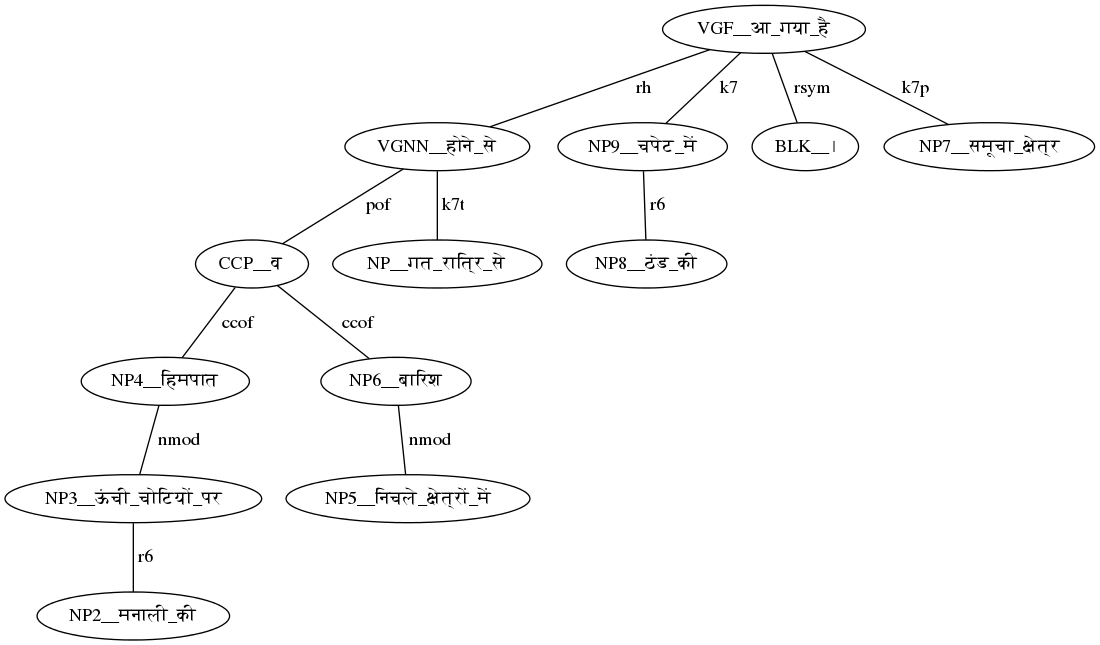 VGF__आ_गया_है
rh
k7
rsym
k7p
VGNN__होने_से
NP9__चपेट_में
BLK__।
NP7__समूचा_क्षेत्र
pof
k7t
r6
CCP__व
NP__गत_रात्रि_से
NP8__ठंड_की
ccof
ccof
NP4__हिमपात
NP6__बारिश
nmod
nmod
NP3__ऊंची_चोटियों_पर
NP5__निचले_क्षेत्रों_में
r6
NP2__मनाली_की